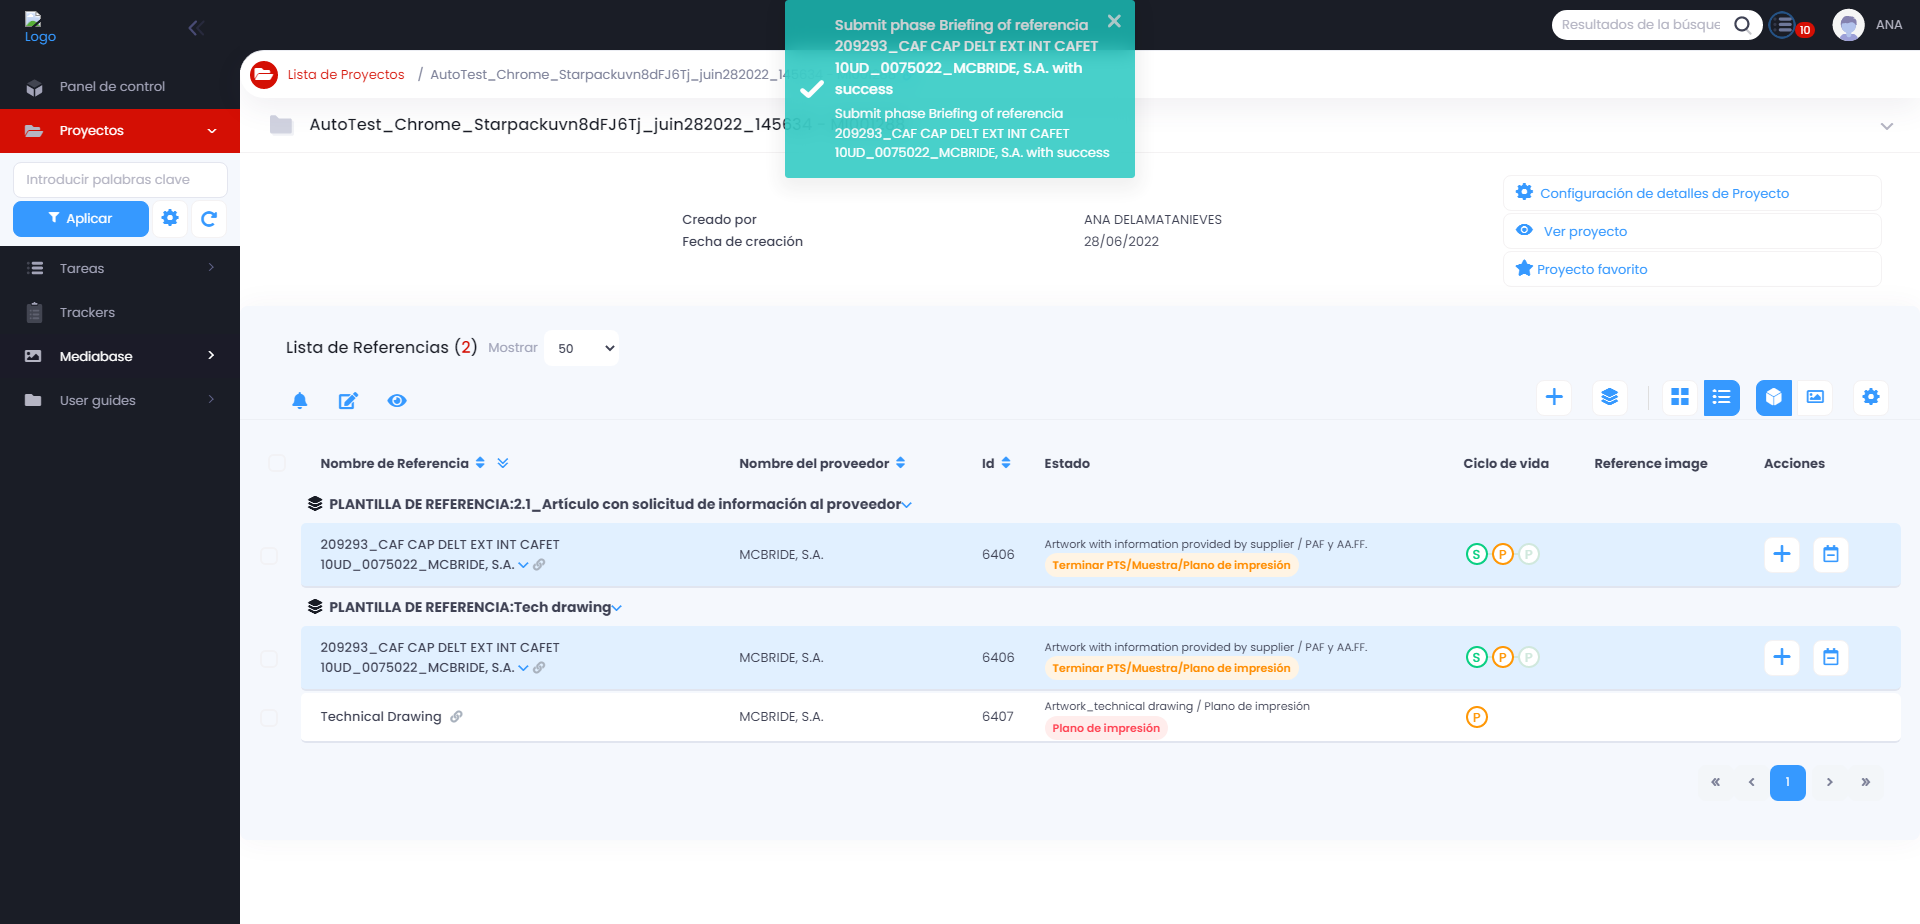 Logo
Panel de control
Proyectos
Introducir palabras clave
Aplicar
Tareas
Trackers
Mediabase
User guides
Submit phase Briefing of referencia
209293_CAF CAP DELT EXT INT CAFET
10UD_0075022_MCBRIDE, S.A. with
success
Submit phase Briefing of referencia
209293_CAF CAP DELT EXT INT CAFET
10UD_0075022_MCBRIDE, S.A. with success
Resultados de la búsque
10
ANA
Lista de Proyectos / AutoTest_Chrome_Starpackuvn8dFJ6Tj_juin282022_14
AutoTest_Chrome_Starpackuvn8dFJ6Tj_juin282022_145634 -
Creado por ANA DELAMATANIEVES
Fecha de creación 28/06/2022
Configuración de detalles de Proyecto
Ver proyecto
Proyecto favorito
Lista de Referencias (2) Mostrar 50
Nombre de Referencia Nombre del proveedor Id Estado Ciclo de vida Reference image Acciones
PLANTILLA DE REFERENCIA:2.1_Artículo con solicitud de información al proveedor
209293_CAF CAP DELT EXT INT CAFET
10UD_0075022_MCBRIDE, S.A.
MCBRIDE, S.A.
6406
Artwork with information provided by supplier / PAF y AA.FF.
Terminar PTS/Muestra/Plano de impresión
S P P
PLANTILLA DE REFERENCIA:Tech drawing
209293_CAF CAP DELT EXT INT CAFET
10UD_0075022_MCBRIDE, S.A.
MCBRIDE, S.A.
6406
Artwork with information provided by supplier / PAF y AA.FF.
Terminar PTS/Muestra/Plano de impresión
S P P
Technical Drawing
MCBRIDE, S.A.
6407
Artwork_technical drawing / Plano de impresión
Plano de impresión
P
« ‹ 1 › »